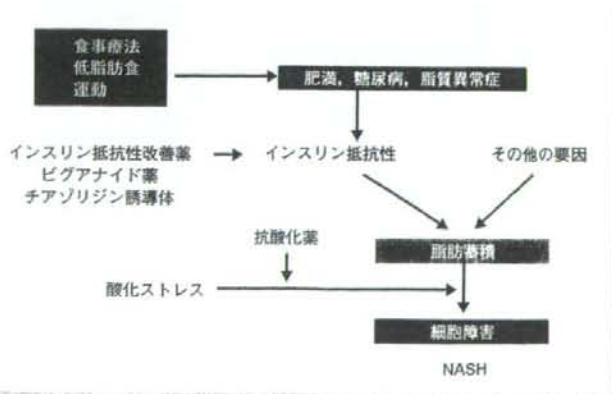 食事療法
低脂肪食
運動
肥満，糖尿病，脂質異常症
インスリン抵抗性改善薬
ビグアナイド薬
チアゾリジン誘導体
インスリン抵抗性
その他の要因
抗酸化薬
脂肪蓄積
酸化ストレス
細胞障害
NASH